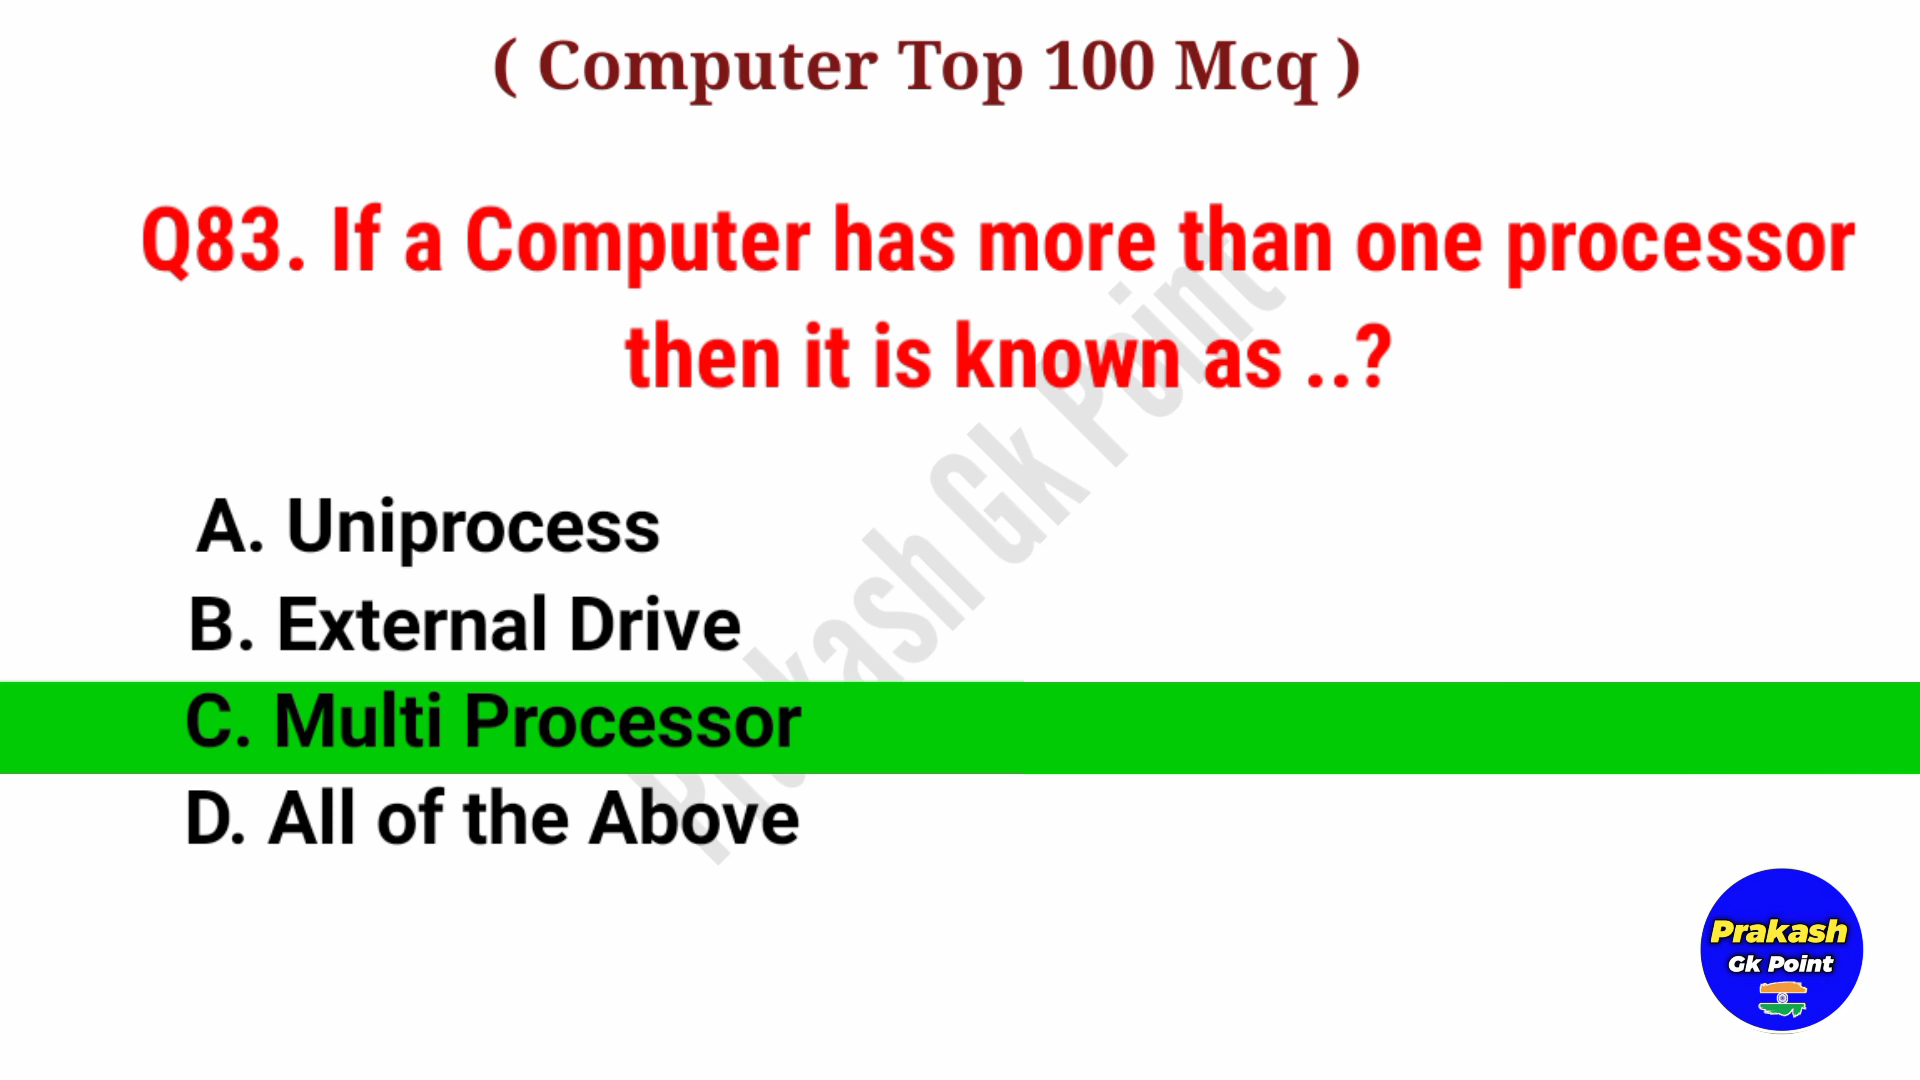 ( Computer Top 100 Mcq )
Q83. If a Computer has more than one processor
then it is known as ..?
A. Uniprocess
B. External Drive
C. Multi Processor
D. All of the Above
Prakash Gk Point
Prakash
Gk Point